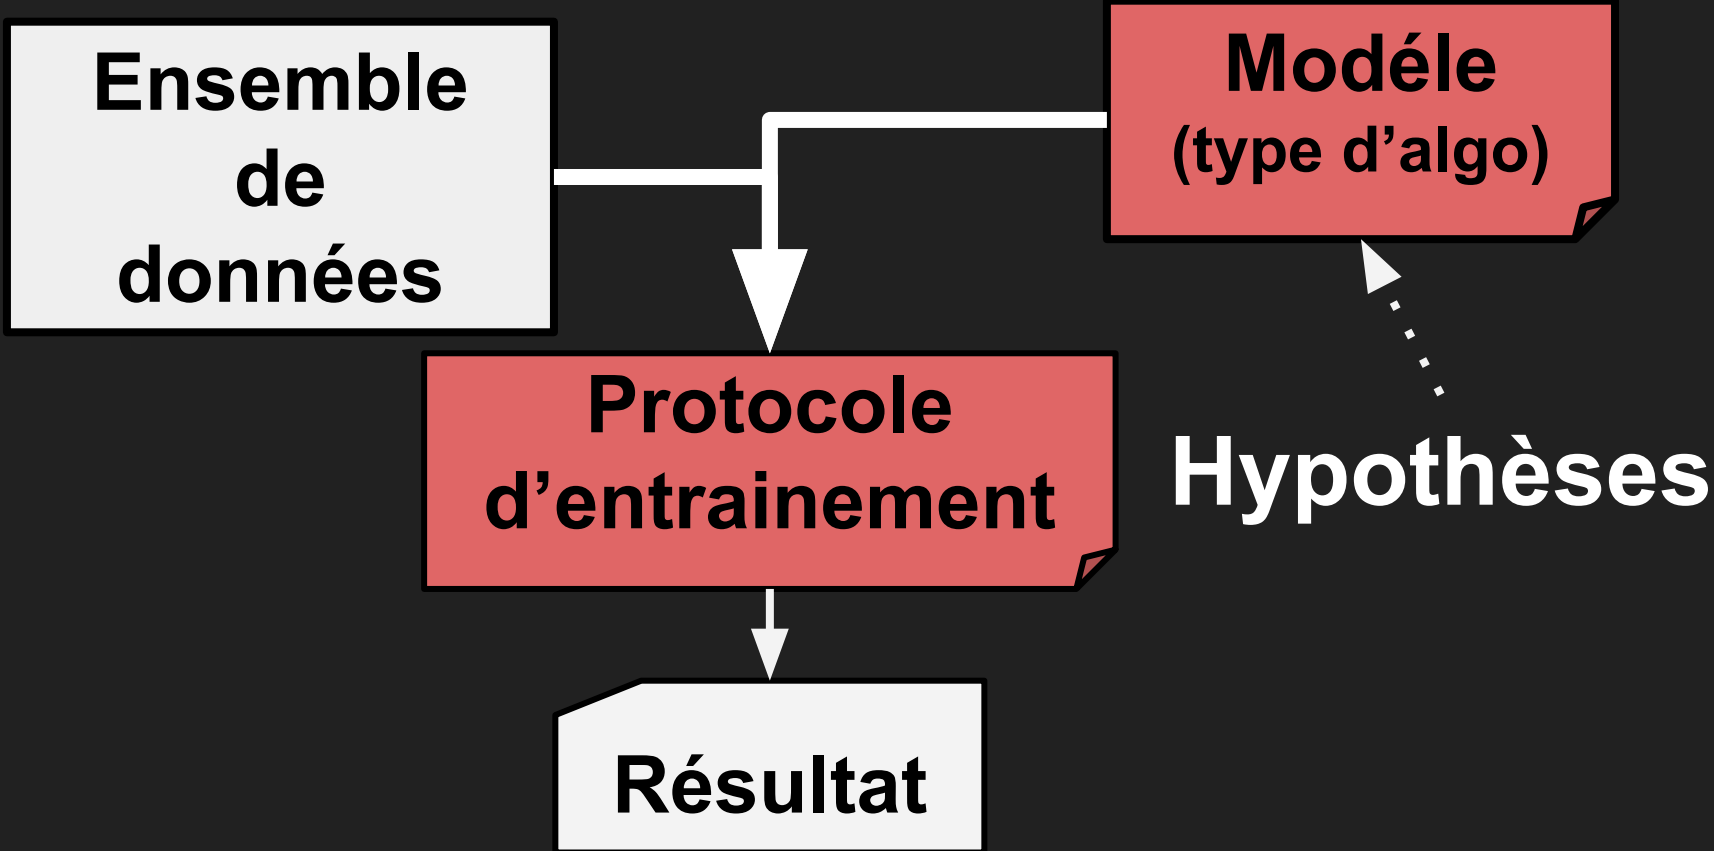 Ensemble
de
données
Modéle
(type d’algo)
Protocole
d’entrainement
Hypothèses
Résultat